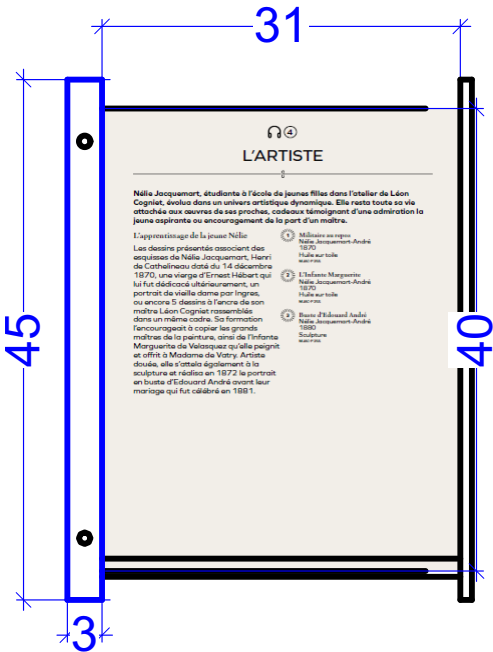 31
4
L'ARTISTE
Nélie Jacquemart, étudiante à l'école de jeunes filles dans l'atelier de Léon
Cogniet, évolua dans un univers artistique dynamique. Elle resta toute sa vie
attachée aux œuvres de ses proches, cadeaux témoignant d'une admiration la
jeune aspirante ou encouragement de la part d'un maître.
L'apprentissage de la jeune Nélie
Les dessins présentés associent des
esquisses de Nélie Jacquemart, Henri
de Cathelineau daté du 14 décembre
1870, une vierge d'Ernest Hébert qui
lui fut dédicacé ultérieurement, un
portrait de vieille dame par Ingres,
ou encore 5 dessins à l'encre de son
maître Léon Cogniet rassemblés
dans un même cadre. Sa formation
l'encourageait à copier les grands
maîtres de la peinture, ainsi de l'Infante
Marguerite de Velasquez qu'elle peignit
et offrit à Madame de Vatry. Artiste
douée, elle s'attela également à la
sculpture et réalisa en 1872 le portrait
en buste d'Edouard André avant leur
mariage qui fut célébré en 1881.
1 Militaire au repos
Nélie Jacquemart-André
1870
Huile sur toile
2 L'Infante Marguerite
Nélie Jacquemart-André
1870
Huile sur toile
3 Buste d'Edouard André
Nélie Jacquemart-André
1880
Sculpture
45
40
3